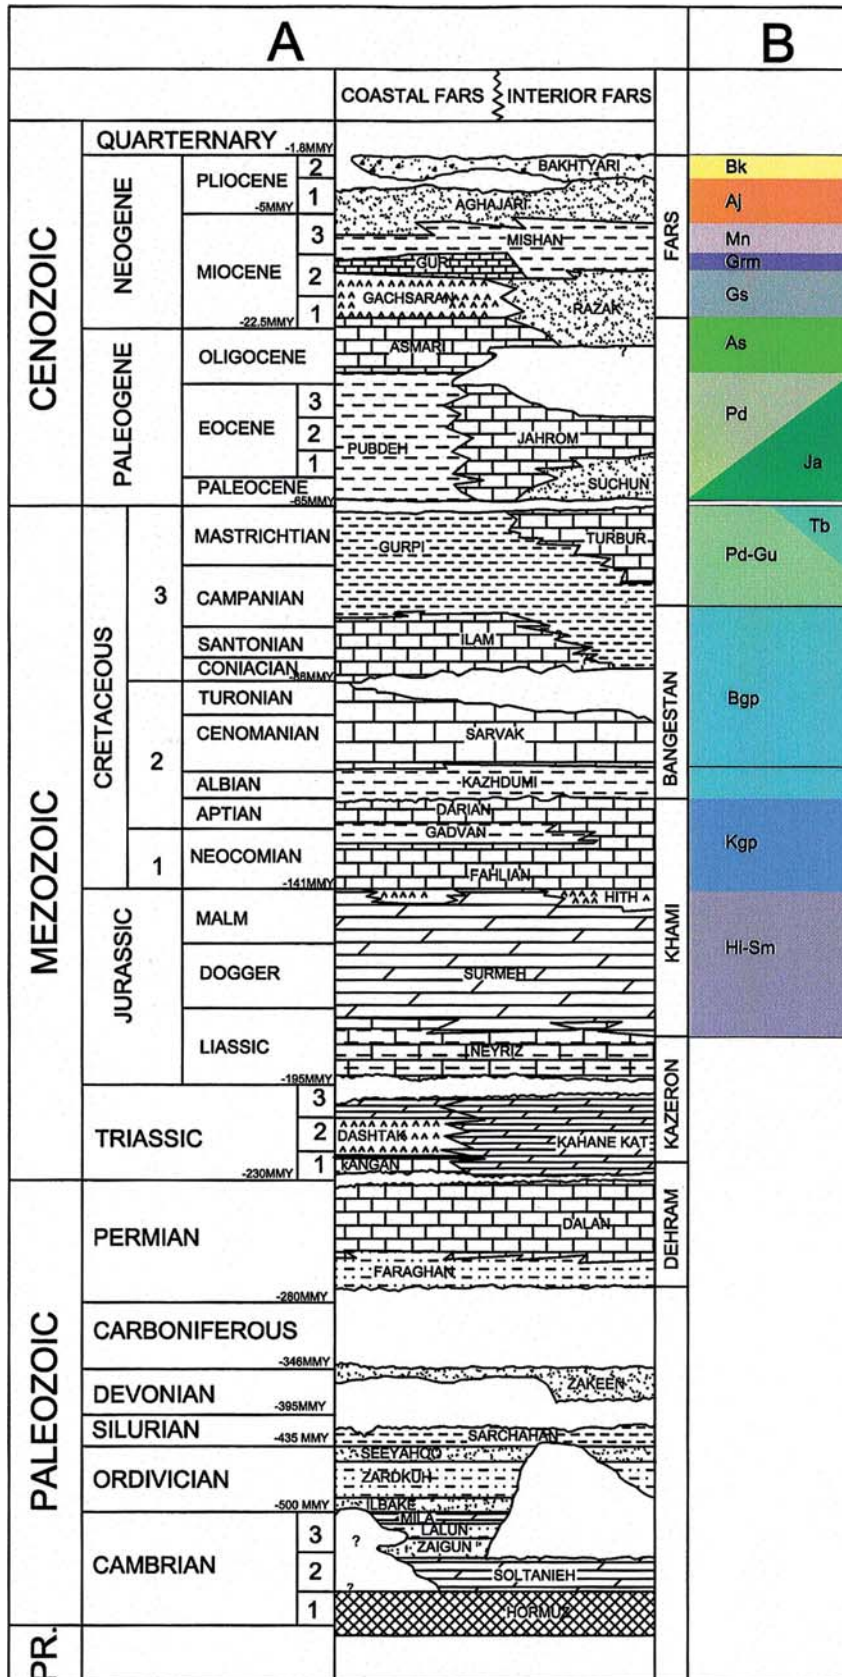 A
B
COASTAL FARS
INTERIOR FARS
CENOZOIC
QUARTERNARY
-1.8MMY
NEOGENE
PLIOCENE
2
1
-5MMY
MIOCENE
3
2
1
-22.5MMY
PALEOGENE
OLIGOCENE
EOCENE
3
2
1
PALEOCENE
-65MMY
BAKHTYARI
AGHAJARI
MISHAN
GURI
GACHSARAN
RAZAK
ASMARI
?
PUBDEH
JAHROM
SUCHUN
FARS
Bk
Aj
Mn
Grm
Gs
As
Pd
Ja
MEZOZOIC
CRETACEOUS
3
MASTRICHTIAN
CAMPANIAN
SANTONIAN
CONIACIAN
-88MMY
2
TURONIAN
CENOMANIAN
ALBIAN
APTIAN
1
NEOCOMIAN
-141MMY
GURPI
TURBUR
ILAM
SARVAK
KAZHDUMI
DARIAN
GADVAN
FAHLIAN
BANGESTAN
Tb
Pd-Gu
Bgp
Kgp
JURASSIC
MALM
DOGGER
LIASSIC
-195MMY
HITH
SURMEH
NEYRIZ
KHAMI
Hi-Sm
TRIASSIC
3
2
1
-230MMY
DASHTAK
KAHANE KAT
KANGAN
KAZERON
PALEOZOIC
PERMIAN
-280MMY
DALAN
FARAGHAN
DEHRAM
CARBONIFEROUS
-346MMY
DEVONIAN
-395MMY
ZAKEEN
SILURIAN
-435 MMY
SARCHAHAN
ORDIVICIAN
-500 MMY
SEEYAHOO
ZARDKUH
ILBAKE
CAMBRIAN
3
2
1
MILA
LALUN
ZAIGUN
?
?
SOLTANIEH
HORMUZ
PR.